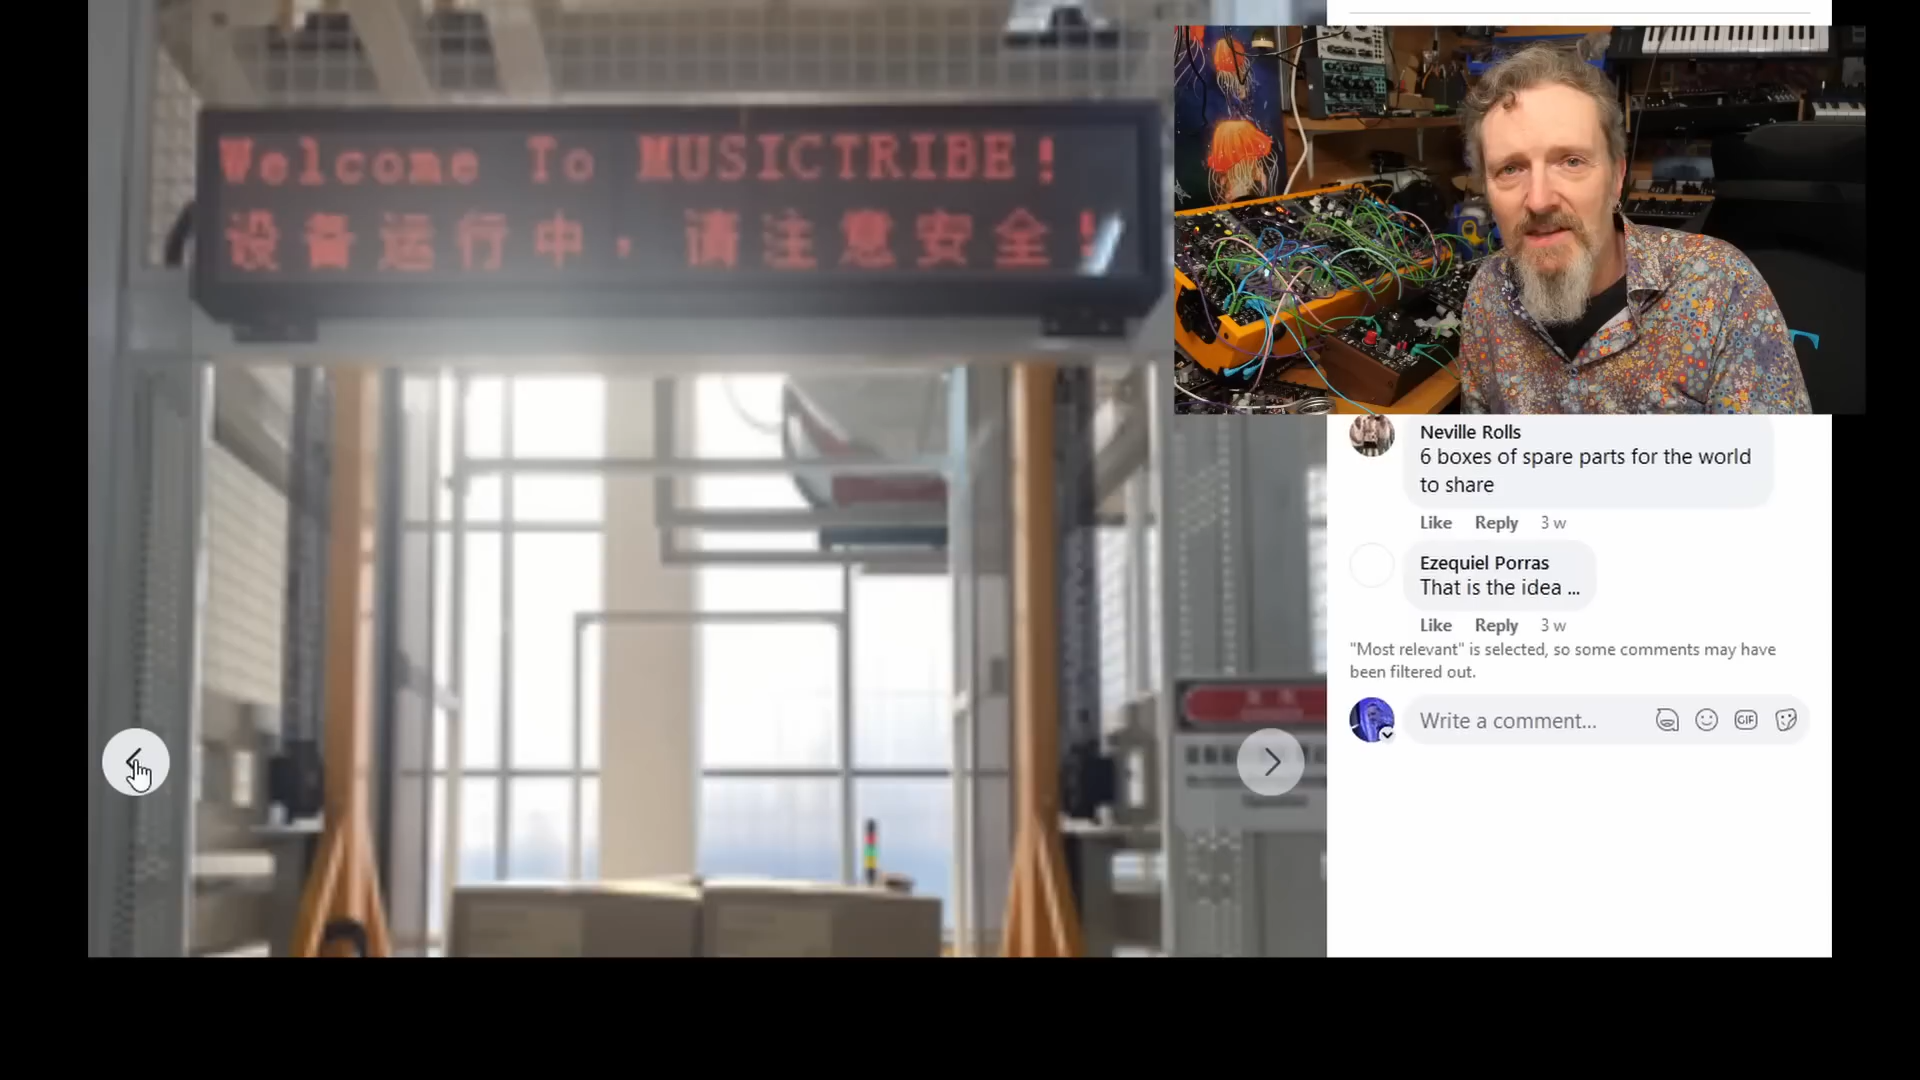 Welcome To MUSICTRIBE!
设备运行中，请注意安全！
Neville Rolls
6 boxes of spare parts for the world
to share
Like Reply 3 w
Ezequiel Porras
That is the idea ...
Like Reply 3 w
"Most relevant" is selected, so some comments may have
been filtered out.
Write a comment...
GIF